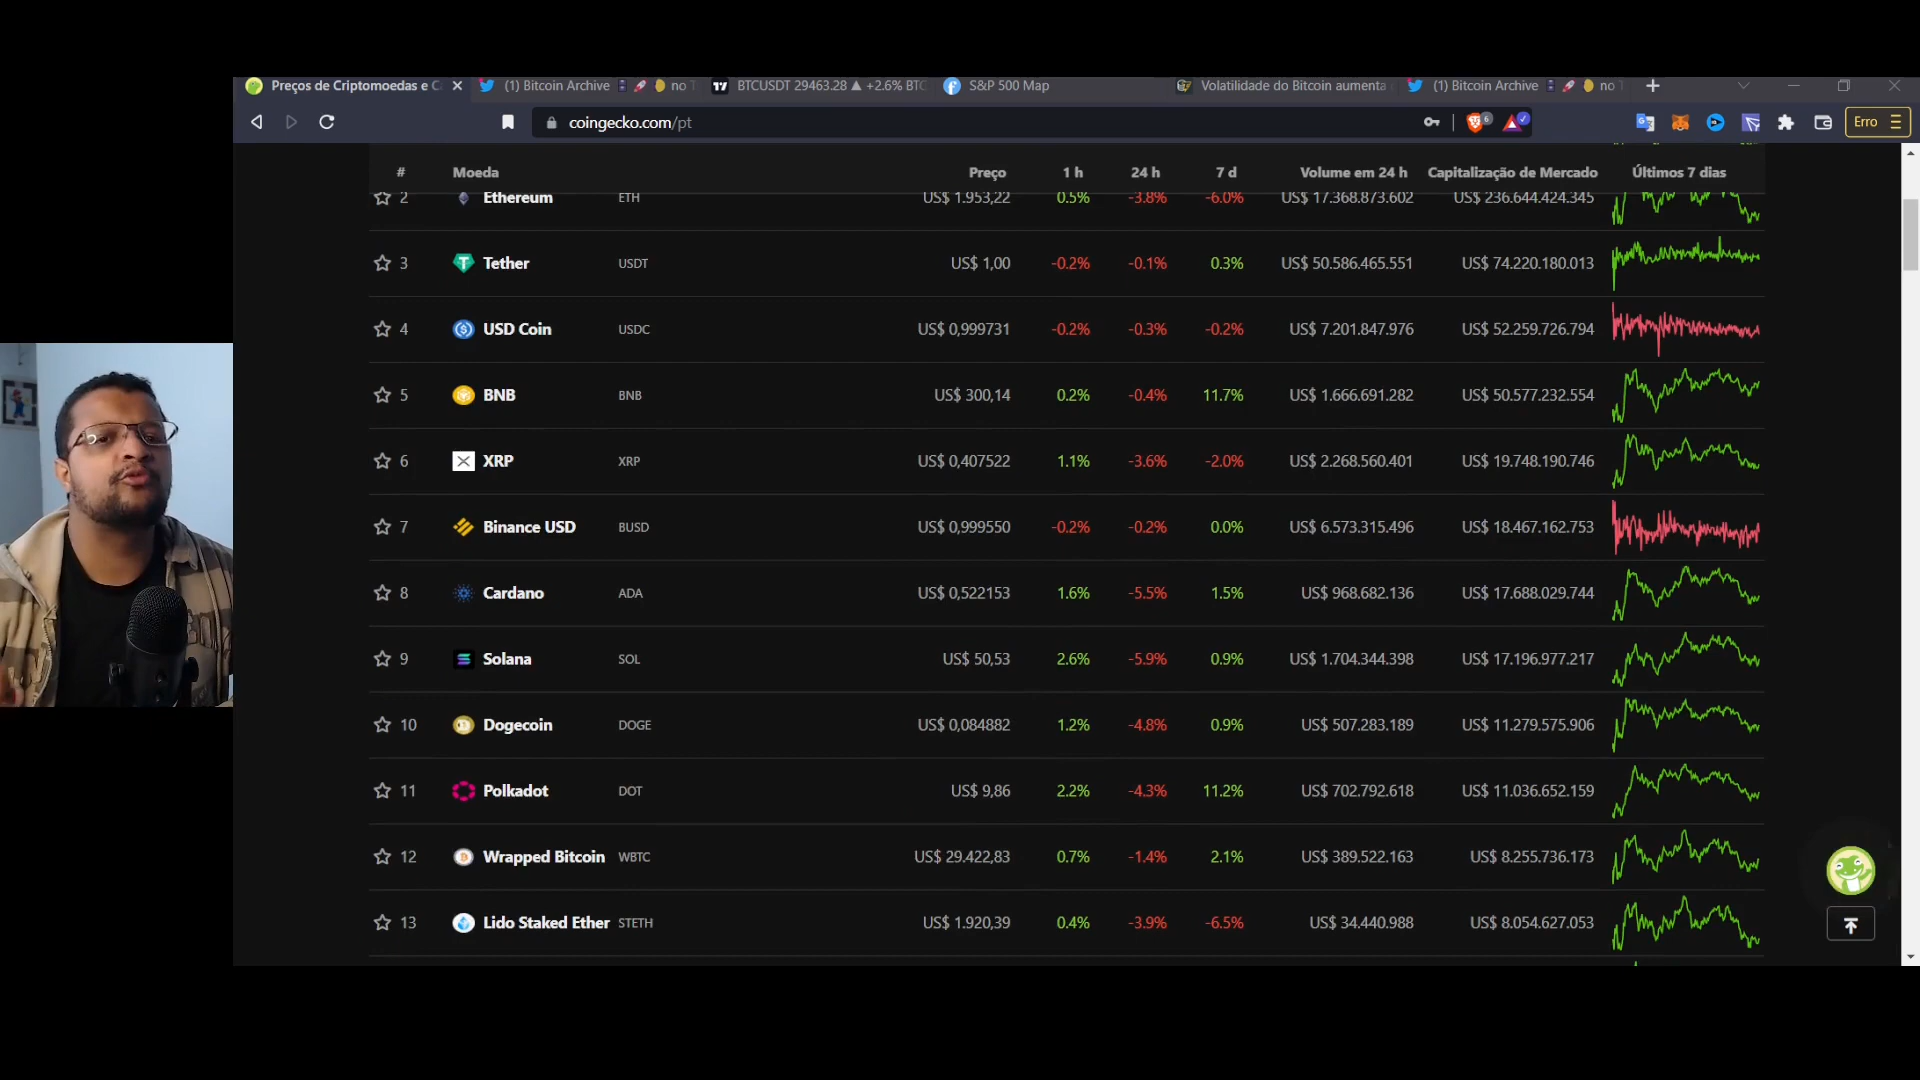 Preços de Criptomoedas e C
(1) Bitcoin Archive no T
BTCUSDT 29463.28 ▲ +2.6% BTC
S&P 500 Map
Volatilidade do Bitcoin aumenta
(1) Bitcoin Archive no
coingecko.com/pt
6
Erro
# Moeda Preço 1 h 24 h 7 d Volume em 24 h Capitalização de Mercado Últimos 7 dias
2 Ethereum ETH US$ 1.953,22 0.5% -3.8% -6.0% US$ 17.368.873.602 US$ 236.644.424.345
3 Tether USDT US$ 1,00 -0.2% -0.1% 0.3% US$ 50.586.465.551 US$ 74.220.180.013
4 USD Coin USDC US$ 0,999731 -0.2% -0.3% -0.2% US$ 7.201.847.976 US$ 52.259.726.794
5 BNB BNB US$ 300,14 0.2% -0.4% 11.7% US$ 1.666.691.282 US$ 50.577.232.554
6 XRP XRP US$ 0,407522 1.1% -3.6% -2.0% US$ 2.268.560.401 US$ 19.748.190.746
7 Binance USD BUSD US$ 0,999550 -0.2% -0.2% 0.0% US$ 6.573.315.496 US$ 18.467.162.753
8 Cardano ADA US$ 0,522153 1.6% -5.5% 1.5% US$ 968.682.136 US$ 17.688.029.744
9 Solana SOL US$ 50,53 2.6% -5.9% 0.9% US$ 1.704.344.398 US$ 17.196.977.217
10 Dogecoin DOGE US$ 0,084882 1.2% -4.8% 0.9% US$ 507.283.189 US$ 11.279.575.906
11 Polkadot DOT US$ 9,86 2.2% -4.3% 11.2% US$ 702.792.618 US$ 11.036.652.159
12 Wrapped Bitcoin WBTC US$ 29.422,83 0.7% -1.4% 2.1% US$ 389.522.163 US$ 8.255.736.173
13 Lido Staked Ether STETH US$ 1.920,39 0.4% -3.9% -6.5% US$ 34.440.988 US$ 8.054.627.053